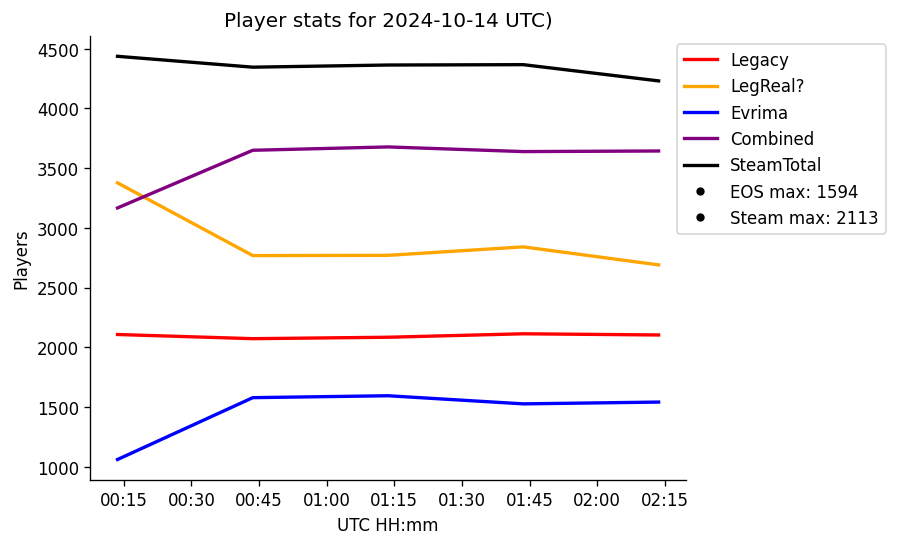 Player stats for 2024-10-14 UTC)
4500
4000
3500
3000
2500
2000
1500
1000
Players
00:15 00:30 00:45 01:00 01:15 01:30 01:45 02:00 02:15
UTC HH:mm
Legacy
LegReal?
Evrima
Combined
SteamTotal
EOS max: 1594
Steam max: 2113